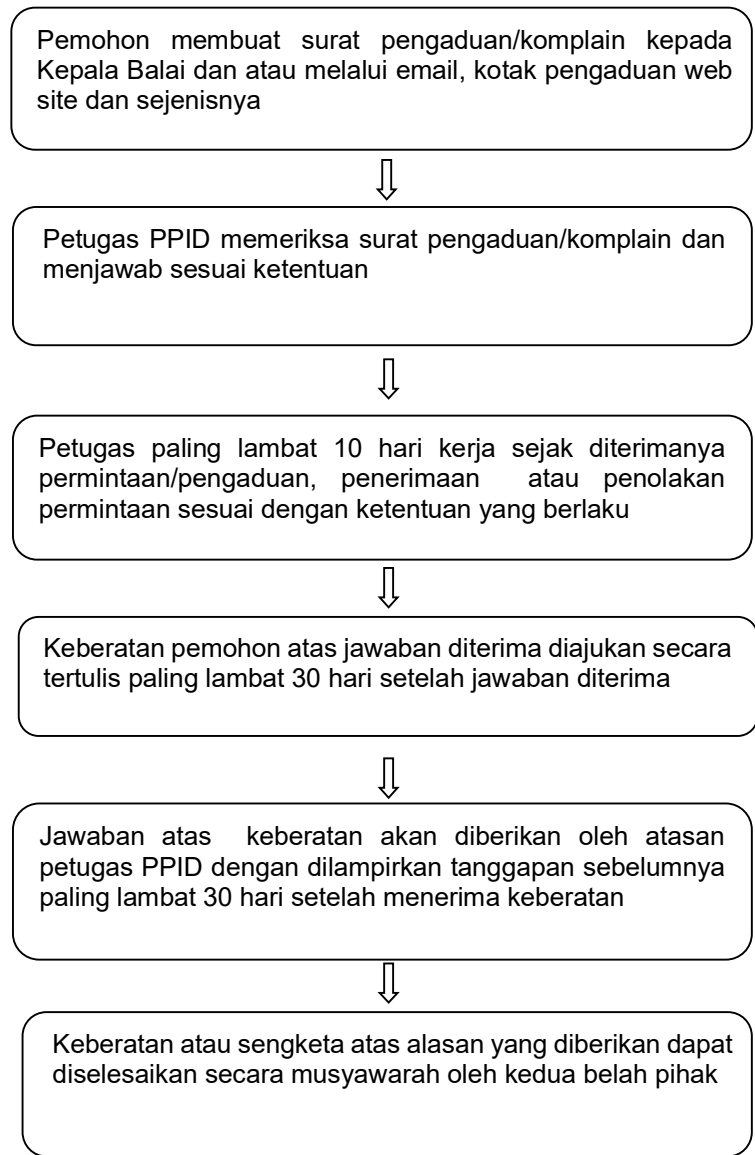 Pemohon membuat surat pengaduan/komplain kepada
Kepala Balai dan atau melalui email, kotak pengaduan web
site dan sejenisnya
Petugas PPID memeriksa surat pengaduan/komplain dan
menjawab sesuai ketentuan
Petugas paling lambat 10 hari kerja sejak diterimanya
permintaan/pengaduan, penerimaan atau penolakan
permintaan sesuai dengan ketentuan yang berlaku
Keberatan pemohon atas jawaban diterima diajukan secara
tertulis paling lambat 30 hari setelah jawaban diterima
Jawaban atas keberatan akan diberikan oleh atasan
petugas PPID dengan dilampirkan tanggapan sebelumnya
paling lambat 30 hari setelah menerima keberatan
Keberatan atau sengketa atas alasan yang diberikan dapat
diselesaikan secara musyawarah oleh kedua belah pihak